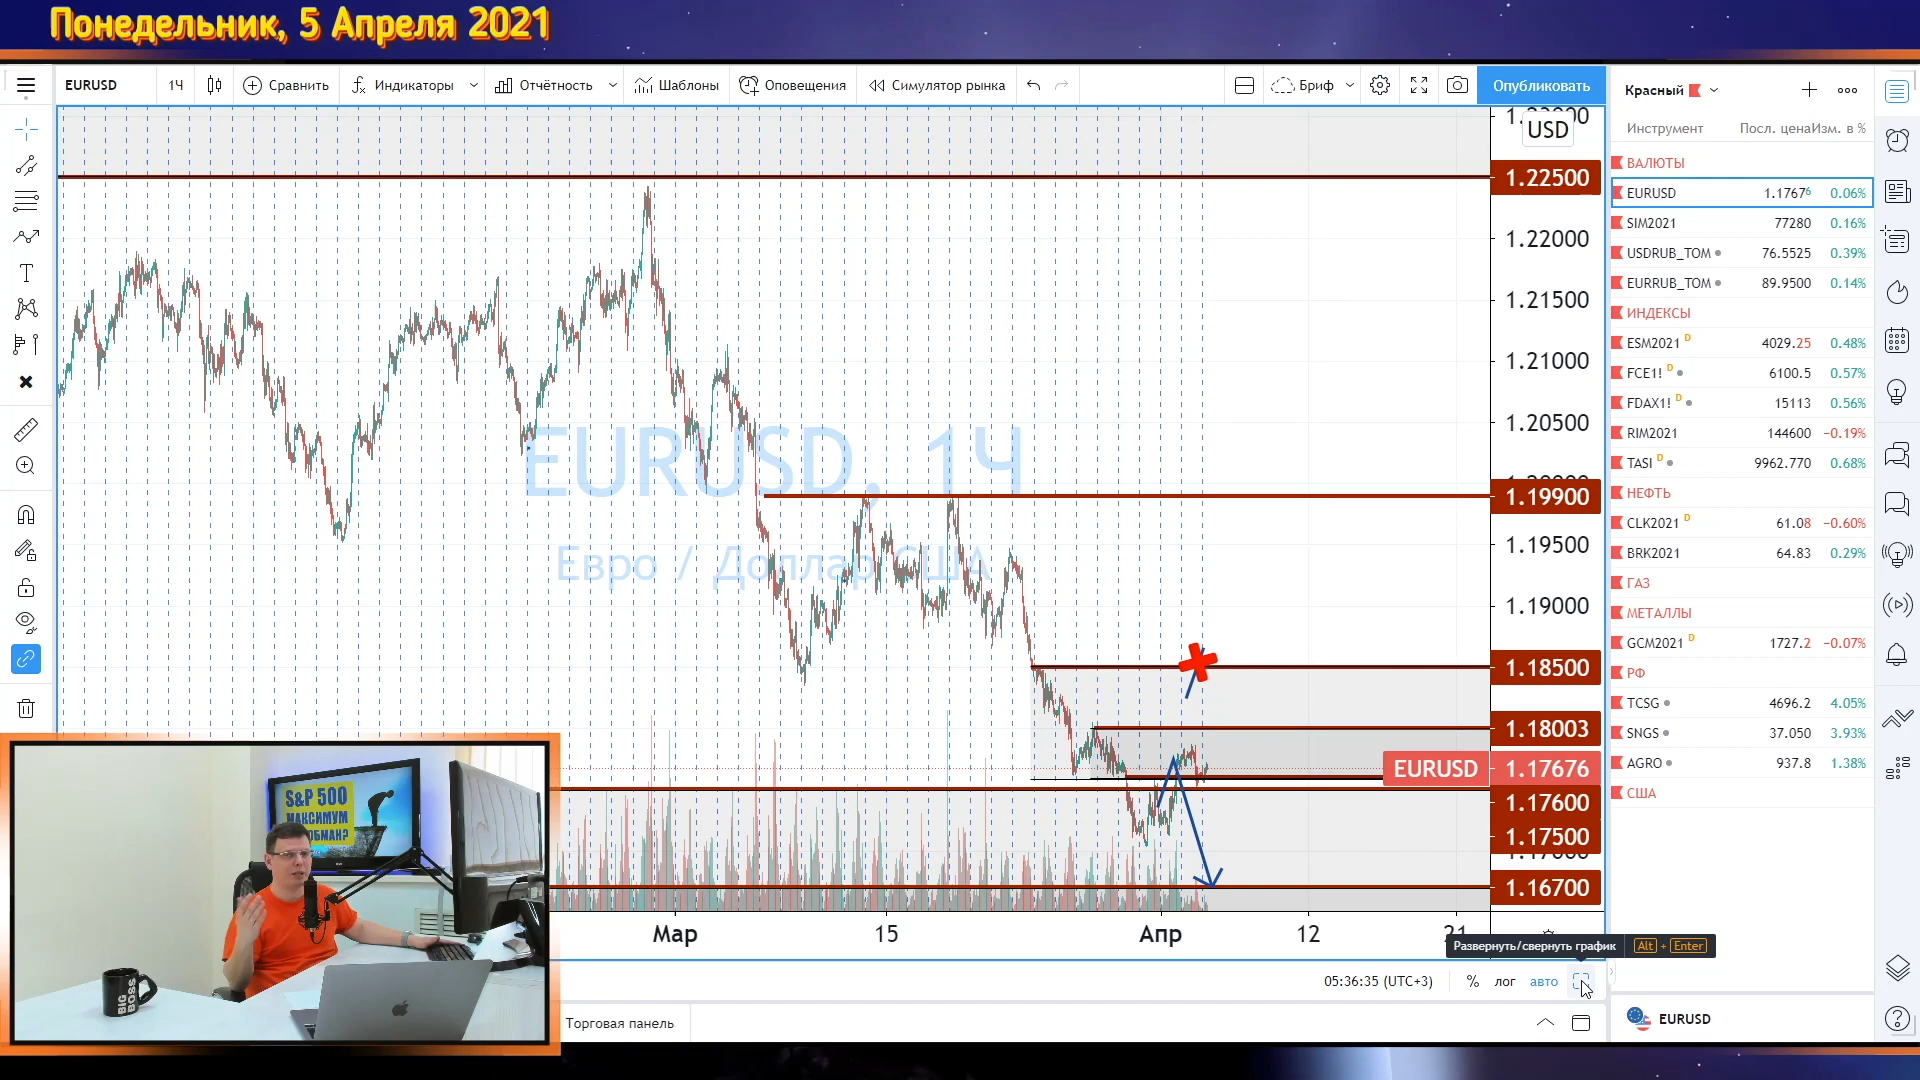 Понедельник, 5 Апреля 2021
EURUSD
1Ч
Сравнить
Индикаторы
Отчётность
Шаблоны
Оповещения
Симулятор рынка
Бриф
Опубликовать
Красный
Инструмент Посл. цена Изм. в %
ВАЛЮТЫ
EURUSD 1.17676 0.06%
SIM2021 77280 0.16%
USDRUB_TOM 76.5525 0.39%
EURRUB_TOM 89.9500 0.14%
ИНДЕКСЫ
ESM2021 D 4029.25 0.48%
FCE1! D 6100.5 0.57%
FDAX1! D 15113 0.56%
RIM2021 144600 −0.19%
TASI D 9962.770 0.68%
НЕФТЬ
CLK2021 D 61.08 −0.60%
BRK2021 64.83 0.29%
ГАЗ
МЕТАЛЛЫ
GCM2021 D 1727.2 −0.07%
РФ
TCSG 4696.2 4.05%
SNGS 37.050 3.93%
AGRO 937.8 1.38%
США
EURUSD
USD
1.22500
1.22000
1.21500
1.21000
1.20500
1.19900
1.19500
1.19000
1.18500
1.18003
EURUSD 1.17676
1.17600
1.17500
1.16700
EURUSD, 1Ч
Евро / Доллар США
Мар
15
Апр
12
21
Развернуть/свернуть график Alt + Enter
05:36:35 (UTC+3)
%
лог
авто
Торговая панель
S&P 500
МАКСИМУМ
BIG
BOSS